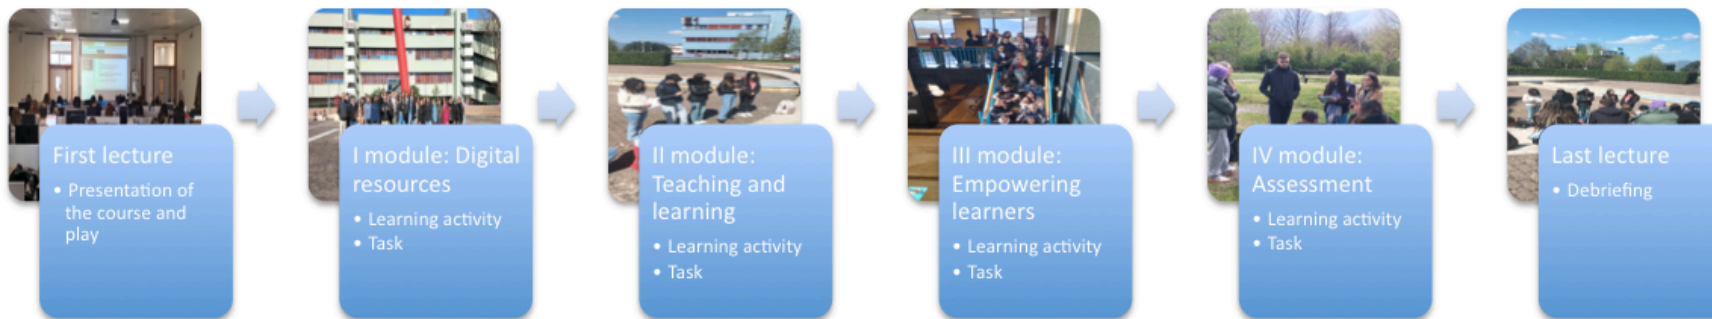 First lecture
• Presentation of
the course and
play
I module: Digital
resources
• Learning activity
• Task
II module:
Teaching and
learning
• Learning activity
• Task
III module:
Empowering
learners
• Learning activity
• Task
IV module:
Assessment
• Learning activity
• Task
Last lecture
• Debriefing